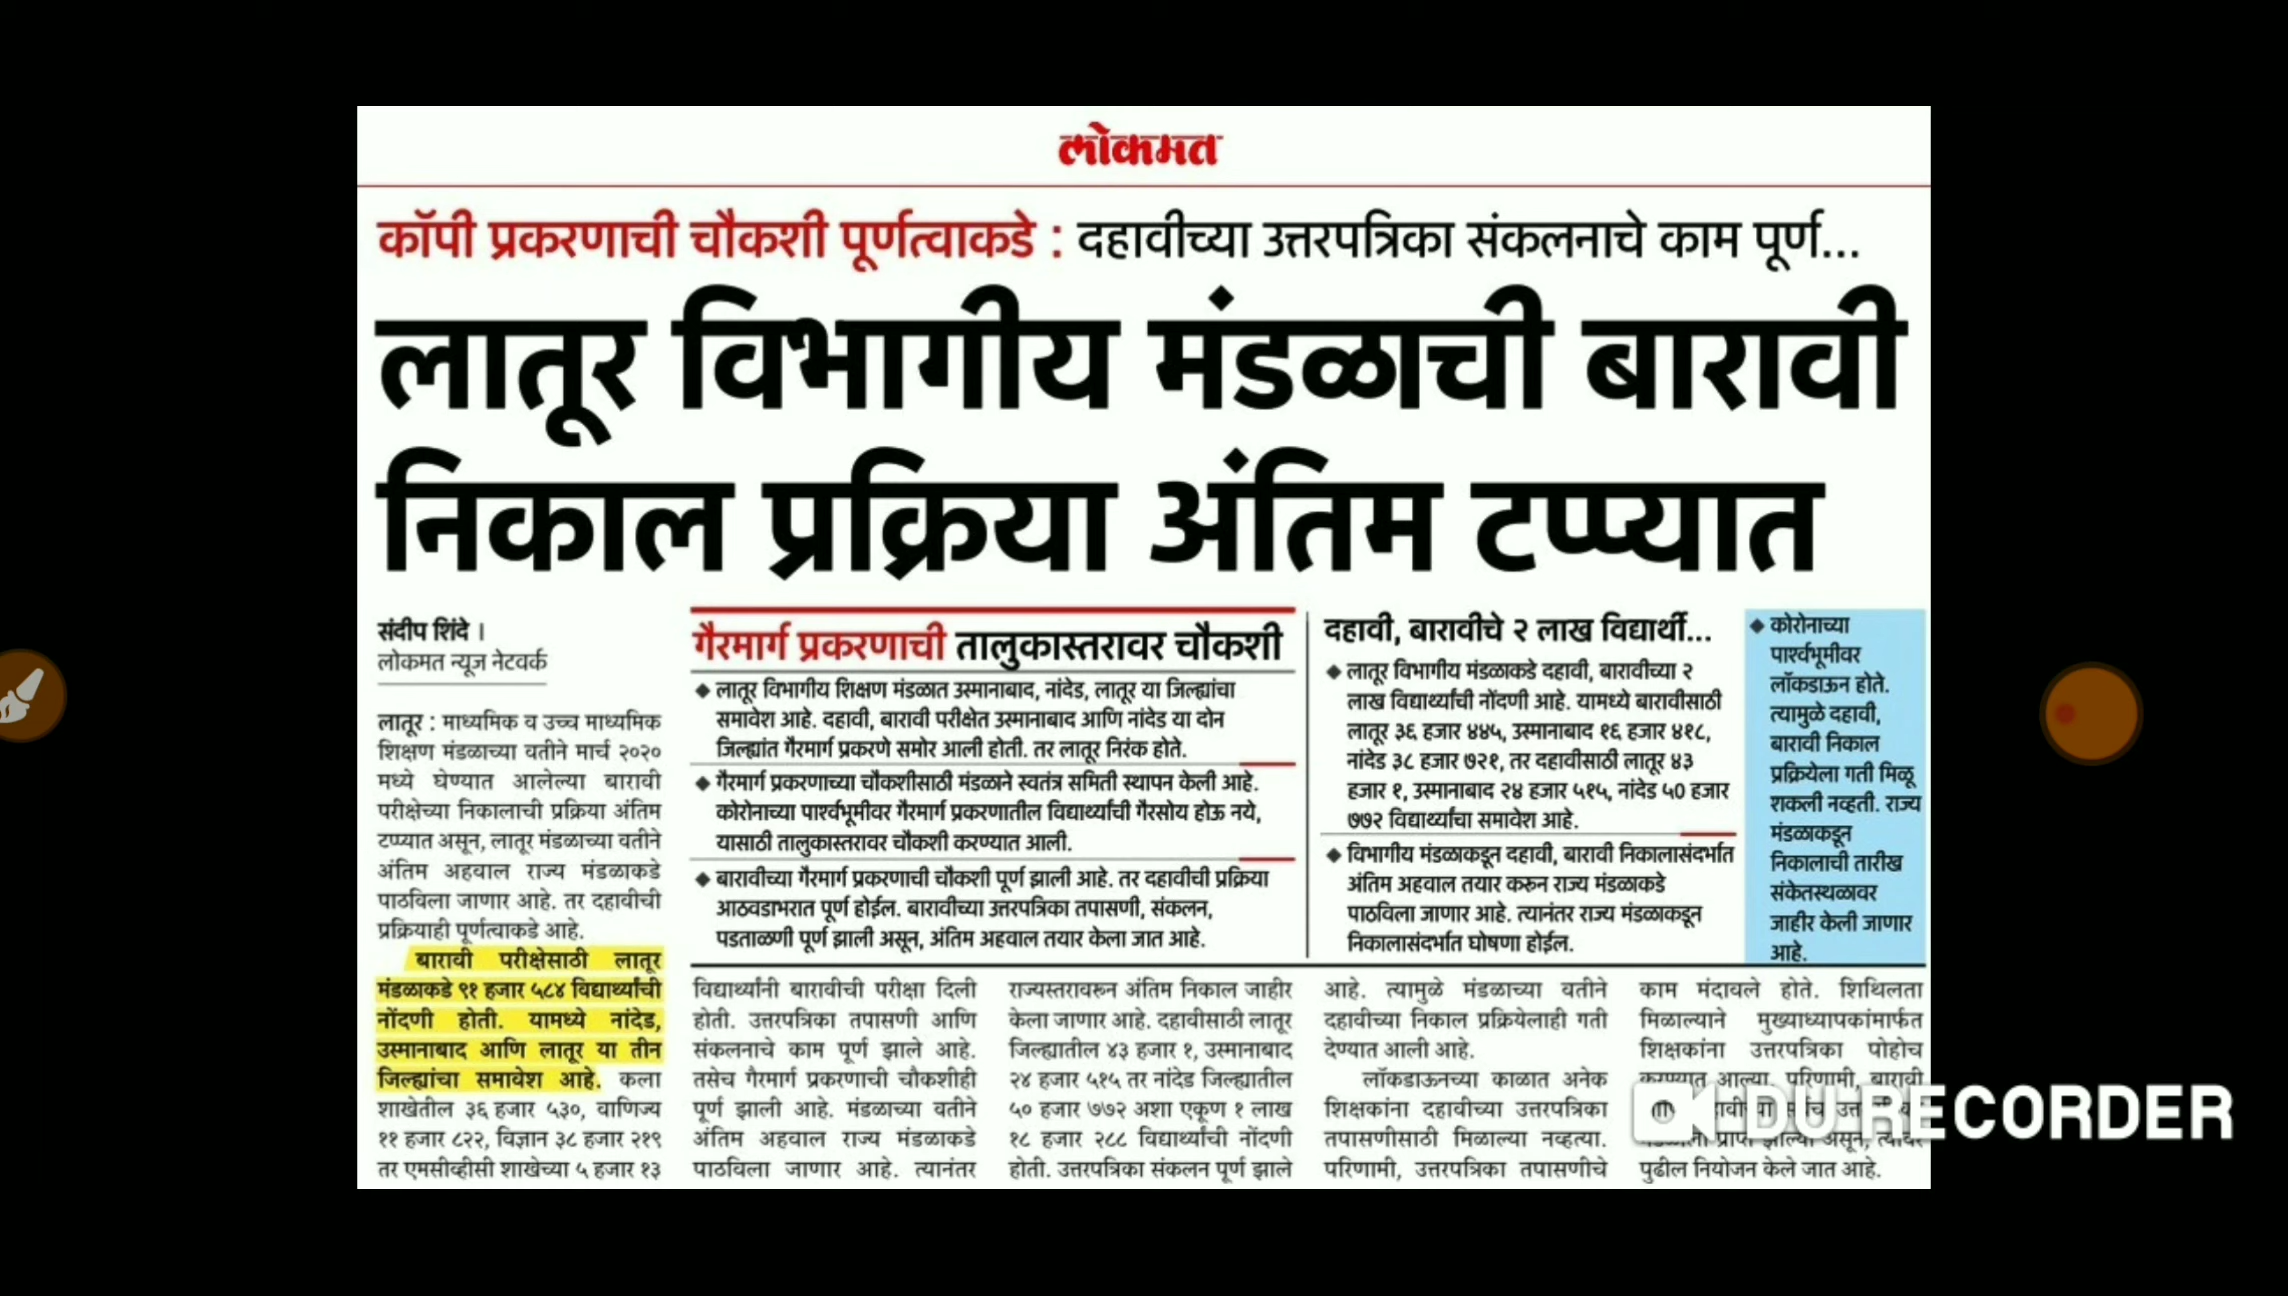 लोकमत
कॉपी प्रकरणाची चौकशी पूर्णत्वाकडे : दहावीच्या उत्तरपत्रिका संकलनाचे काम पूर्ण...
लातूर विभागीय मंडळाची बारावी
निकाल प्रक्रिया अंतिम टप्प्यात
संदीप शिंदे ।
लोकमत न्यूज नेटवर्क
लातूर : माध्यमिक व उच्च माध्यमिक
शिक्षण मंडळाच्या वतीने मार्च २०२०
मध्ये घेण्यात आलेल्या बारावी
परीक्षेच्या निकालाची प्रक्रिया अंतिम
टप्प्यात असून, लातूर मंडळाच्या वतीने
अंतिम अहवाल राज्य मंडळाकडे
पाठविला जाणार आहे. तर दहावीची
प्रक्रियाही पूर्णत्वाकडे आहे.
बारावी परीक्षेसाठी लातूर
मंडळाकडे ९१ हजार ५८४ विद्यार्थ्यांची
नोंदणी होती. यामध्ये नांदेड,
उस्मानाबाद आणि लातूर या तीन
जिल्ह्यांचा समावेश आहे. कला
शाखेतील ३६ हजार ५३०, वाणिज्य
११ हजार ८२२, विज्ञान ३८ हजार २१९
तर एमसीव्हीसी शाखेच्या ५ हजार १३
गैरमार्ग प्रकरणाची तालुकास्तरावर चौकशी
◆ लातूर विभागीय शिक्षण मंडळात उस्मानाबाद, नांदेड, लातूर या जिल्ह्यांचा
समावेश आहे. दहावी, बारावी परीक्षेत उस्मानाबाद आणि नांदेड या दोन
जिल्ह्यांत गैरमार्ग प्रकरणे समोर आली होती. तर लातूर निरंक होते.
◆ गैरमार्ग प्रकरणाच्या चौकशीसाठी मंडळाने स्वतंत्र समिती स्थापन केली आहे.
कोरोनाच्या पार्श्वभूमीवर गैरमार्ग प्रकरणातील विद्यार्थ्यांची गैरसोय होऊ नये,
यासाठी तालुकास्तरावर चौकशी करण्यात आली.
◆ बारावीच्या गैरमार्ग प्रकरणाची चौकशी पूर्ण झाली आहे. तर दहावीची प्रक्रिया
आठवडाभरात पूर्ण होईल. बारावीच्या उत्तरपत्रिका तपासणी, संकलन,
पडताळणी पूर्ण झाली असून, अंतिम अहवाल तयार केला जात आहे.
दहावी, बारावीचे २ लाख विद्यार्थी...
◆ लातूर विभागीय मंडळाकडे दहावी, बारावीच्या २
लाख विद्यार्थ्यांची नोंदणी आहे. यामध्ये बारावीसाठी
लातूर ३६ हजार ४४५, उस्मानाबाद १६ हजार ४१८,
नांदेड ३८ हजार ७२१, तर दहावीसाठी लातूर ४३
हजार १, उस्मानाबाद २४ हजार ५१५, नांदेड ५० हजार
७७२ विद्यार्थ्यांचा समावेश आहे.
◆ विभागीय मंडळाकडून दहावी, बारावी निकालासंदर्भात
अंतिम अहवाल तयार करून राज्य मंडळाकडे
पाठविला जाणार आहे. त्यानंतर राज्य मंडळाकडून
निकालासंदर्भात घोषणा होईल.
◆ कोरोनाच्या
पार्श्वभूमीवर
लॉकडाऊन होते.
त्यामुळे दहावी,
बारावी निकाल
प्रक्रियेला गती मिळू
शकली नव्हती. राज्य
मंडळाकडून
निकालाची तारीख
संकेतस्थळावर
जाहीर केली जाणार
आहे.
विद्यार्थ्यांनी बारावीची परीक्षा दिली
होती. उत्तरपत्रिका तपासणी आणि
संकलनाचे काम पूर्ण झाले आहे.
तसेच गैरमार्ग प्रकरणाची चौकशीही
पूर्ण झाली आहे. मंडळाच्या वतीने
अंतिम अहवाल राज्य मंडळाकडे
पाठविला जाणार आहे. त्यानंतर
राज्यस्तरावरून अंतिम निकाल जाहीर
केला जाणार आहे. दहावीसाठी लातूर
जिल्ह्यातील ४३ हजार १, उस्मानाबाद
२४ हजार ५१५ तर नांदेड जिल्ह्यातील
५० हजार ७७२ अशा एकूण १ लाख
१८ हजार २८८ विद्यार्थ्यांची नोंदणी
होती. उत्तरपत्रिका संकलन पूर्ण झाले
आहे. त्यामुळे मंडळाच्या वतीने
दहावीच्या निकाल प्रक्रियेलाही गती
देण्यात आली आहे.
लॉकडाऊनच्या काळात अनेक
शिक्षकांना दहावीच्या उत्तरपत्रिका
तपासणीसाठी मिळाल्या नव्हत्या.
परिणामी, उत्तरपत्रिका तपासणीचे
काम मंदावले होते. शिथिलता
मिळाल्याने मुख्याध्यापकांमार्फत
शिक्षकांना उत्तरपत्रिका पोहोच
करण्यात आल्या. परिणामी, बारावी
प्राप्त झाल्या असून, त्यावर
पुढील नियोजन केले जात आहे.
DU RECORDER